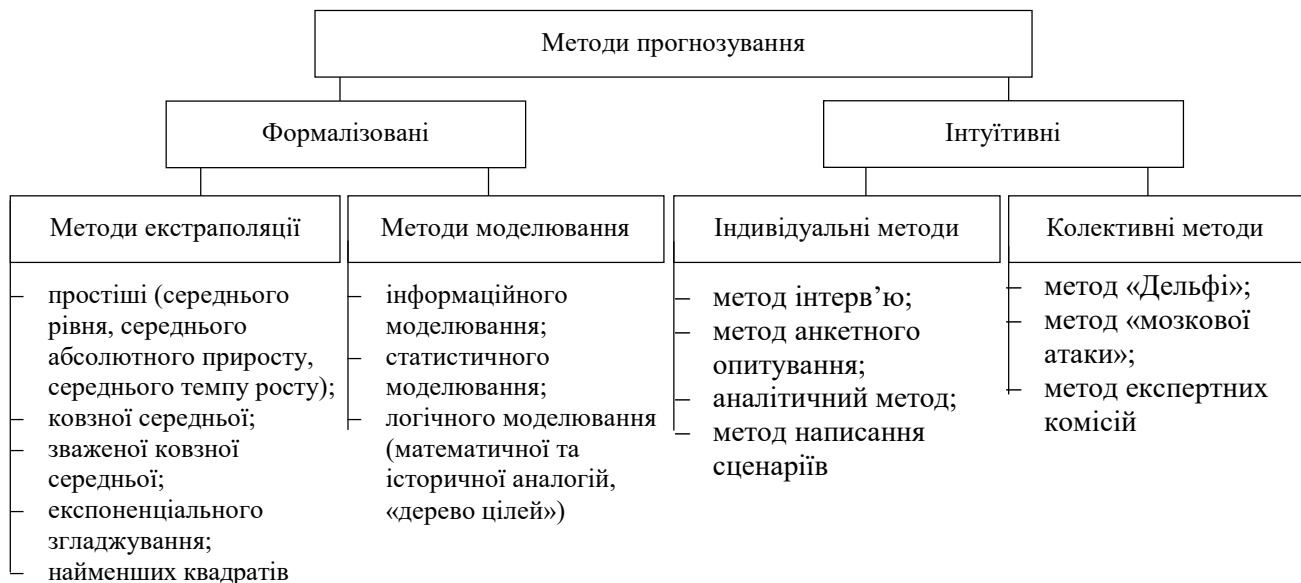 Методи прогнозування
Формалізовані
Інтуїтивні
Методи екстраполяції
Методи моделювання
Індивідуальні методи
Колективні методи
– простіші (середнього
рівня, середнього
абсолютного приросту,
середнього темпу росту);
– ковзної середньої;
– зваженої ковзної
середньої;
– експоненціального
згладжування;
– найменших квадратів
– інформаційного
моделювання;
– статистичного
моделювання;
– логічного моделювання
(математичної та
історичної аналогій,
«дерево цілей»)
– метод інтерв’ю;
– метод анкетного
опитування;
– аналітичний метод;
– метод написання
сценаріїв
– метод «Дельфі»;
– метод «мозкової
атаки»;
– метод експертних
комісій